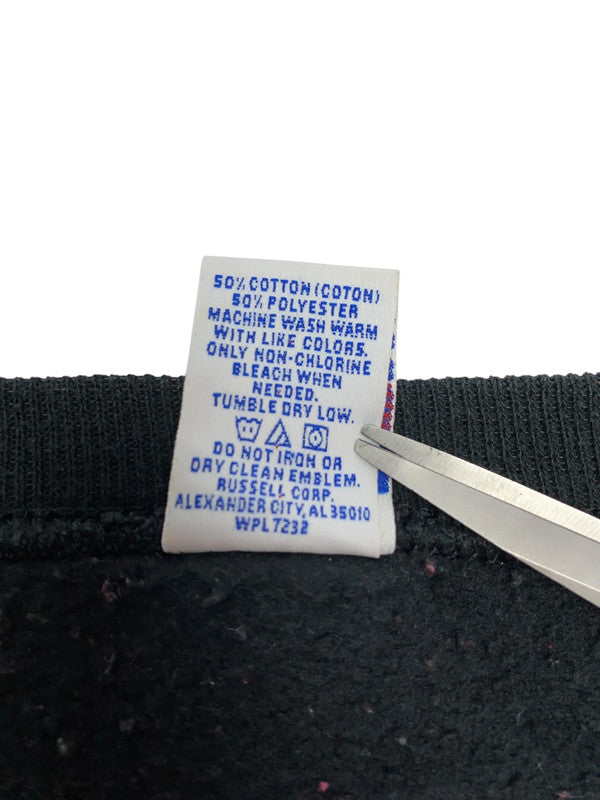 50% COTTON (COTON)
50% POLYESTER
MACHINE WASH WARM
WITH LIKE COLORS.
ONLY NON-CHLORINE
BLEACH WHEN
NEEDED.
TUMBLE DRY LOW.
DO NOT IRON OR
DRY CLEAN EMBLEM.
RUSSELL CORP.
ALEXANDER CITY, AL 35010
WPL 7232